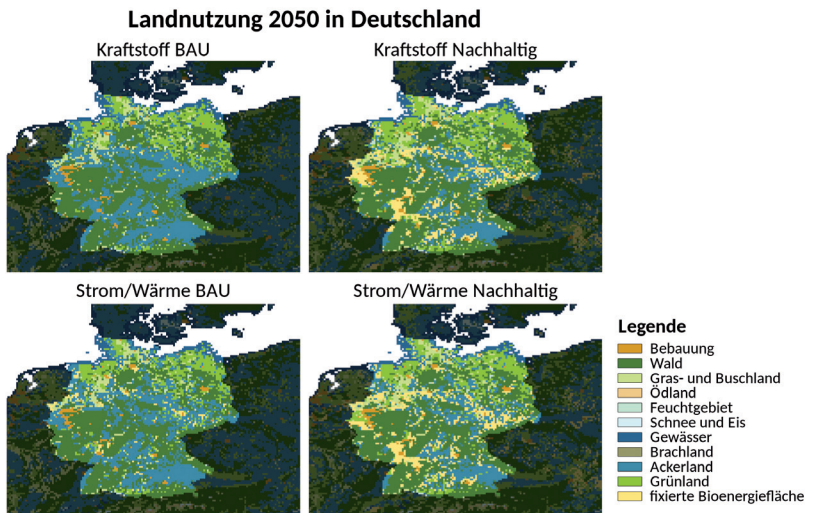 Landnutzung 2050 in Deutschland
Kraftstoff BAU
Kraftstoff Nachhaltig
Strom/Wärme BAU
Strom/Wärme Nachhaltig
Legende
Bebauung
Wald
Gras- und Buschland
Ödland
Feuchtgebiet
Schnee und Eis
Gewässer
Brachland
Ackerland
Grünland
fixierte Bioenergiefläche